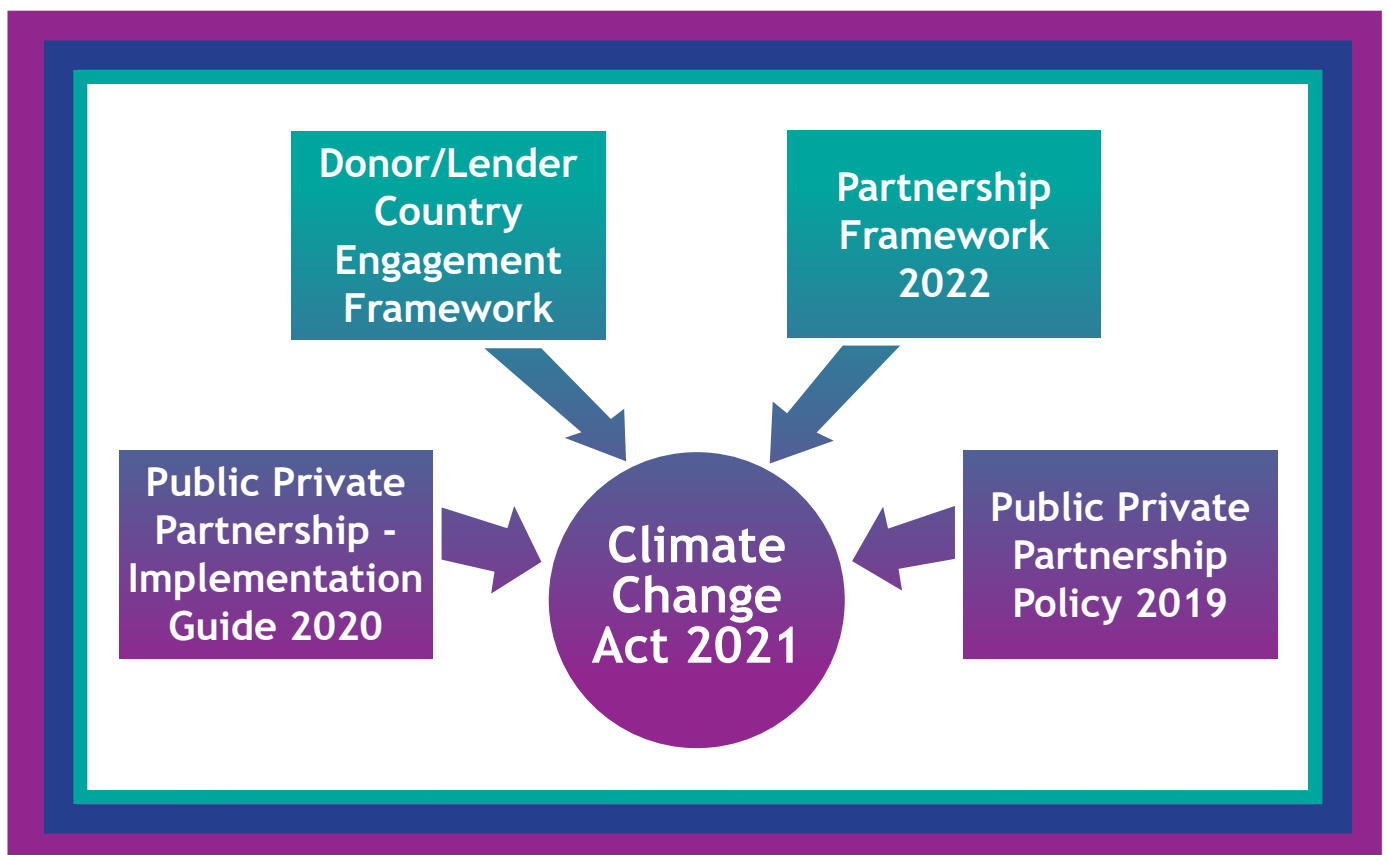 Donor/Lender
Country
Engagement
Framework
Partnership
Framework
2022
Public Private
Partnership -
Implementation
Guide 2020
Climate
Change
Act 2021
Public Private
Partnership
Policy 2019